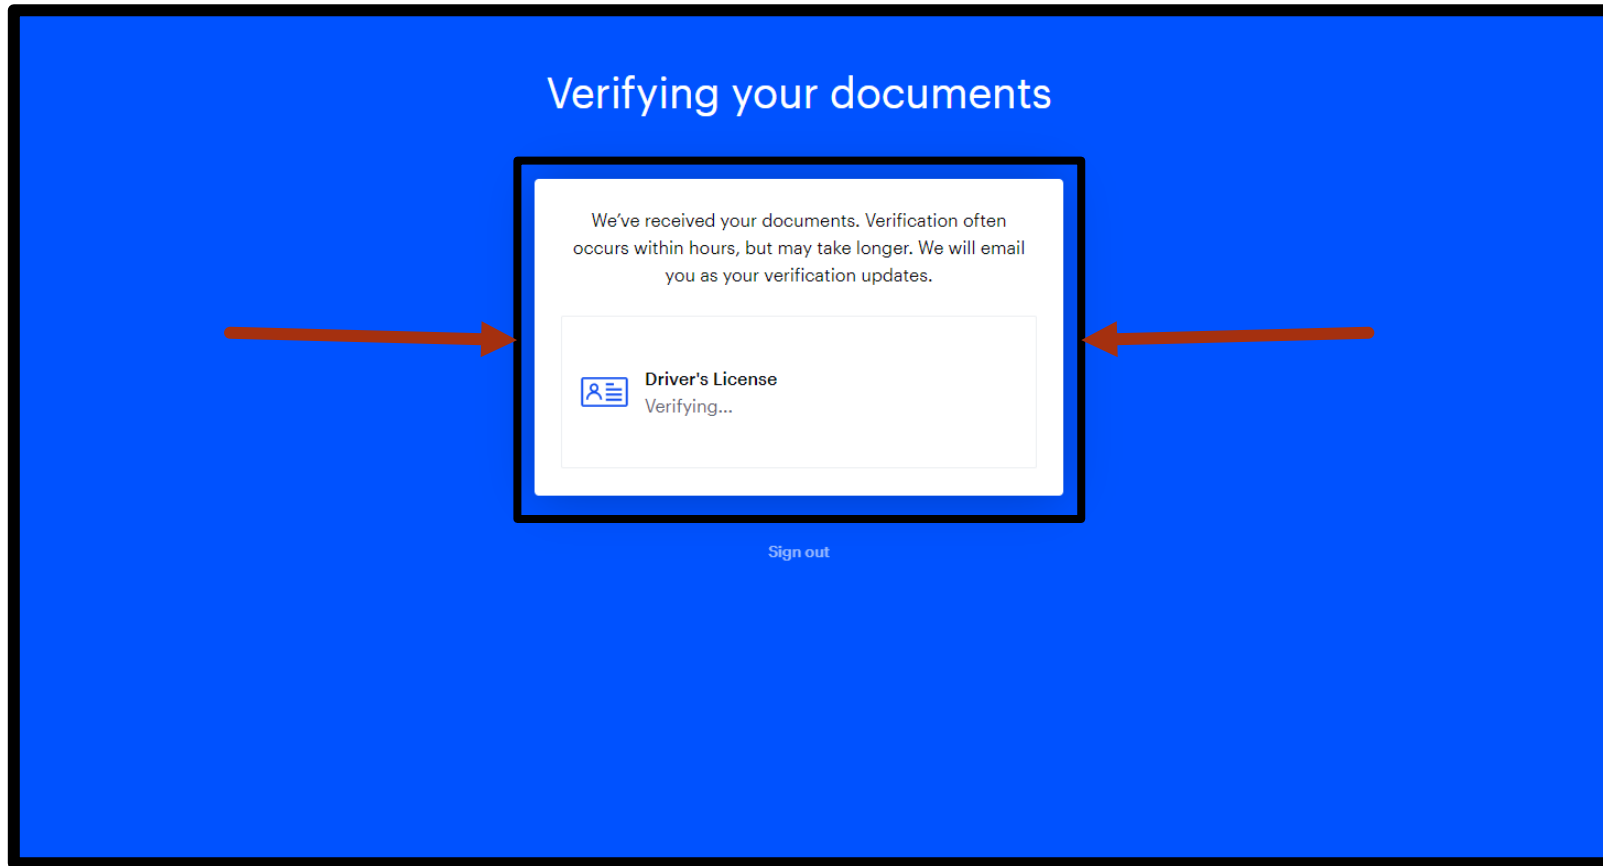 Verifying your documents
We’ve received your documents. Verification often
occurs within hours, but may take longer. We will email
you as your verification updates.
Driver's License
Verifying...
Sign out